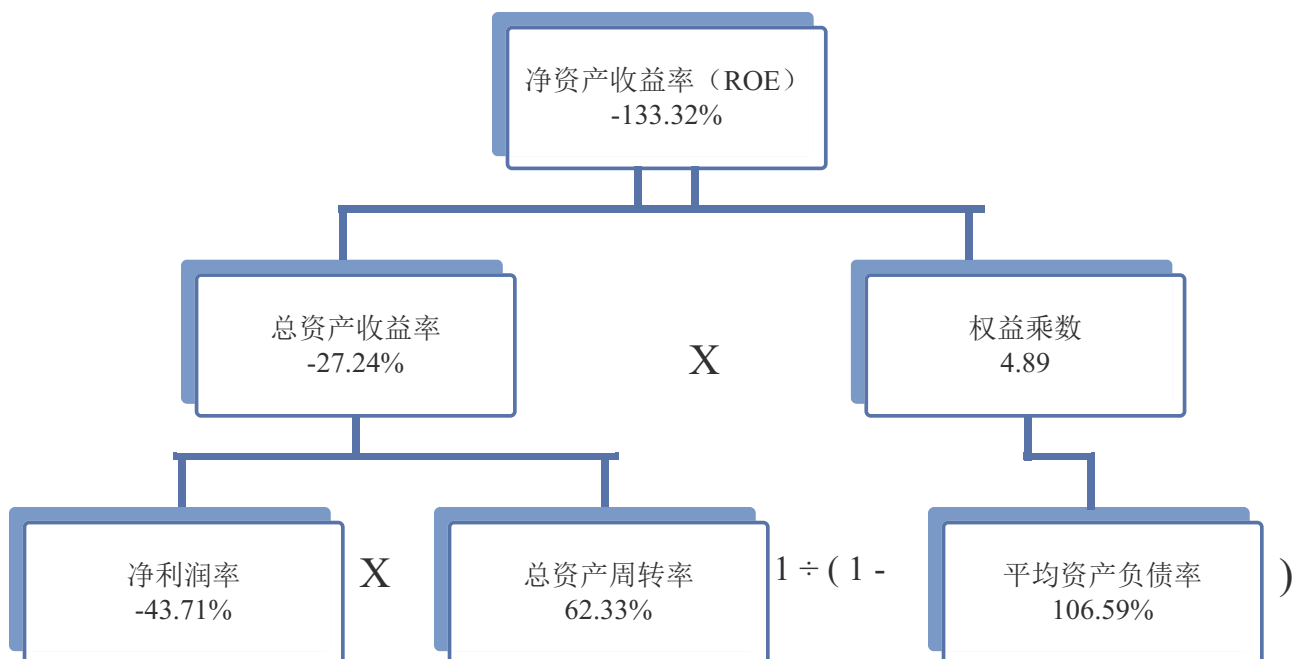 净资产收益率（ROE）
-133.32%
总资产收益率
-27.24%
X
权益乘数
4.89
净利润率
-43.71%
X
总资产周转率
62.33%
1 ÷ ( 1 -
平均资产负债率
106.59%
)